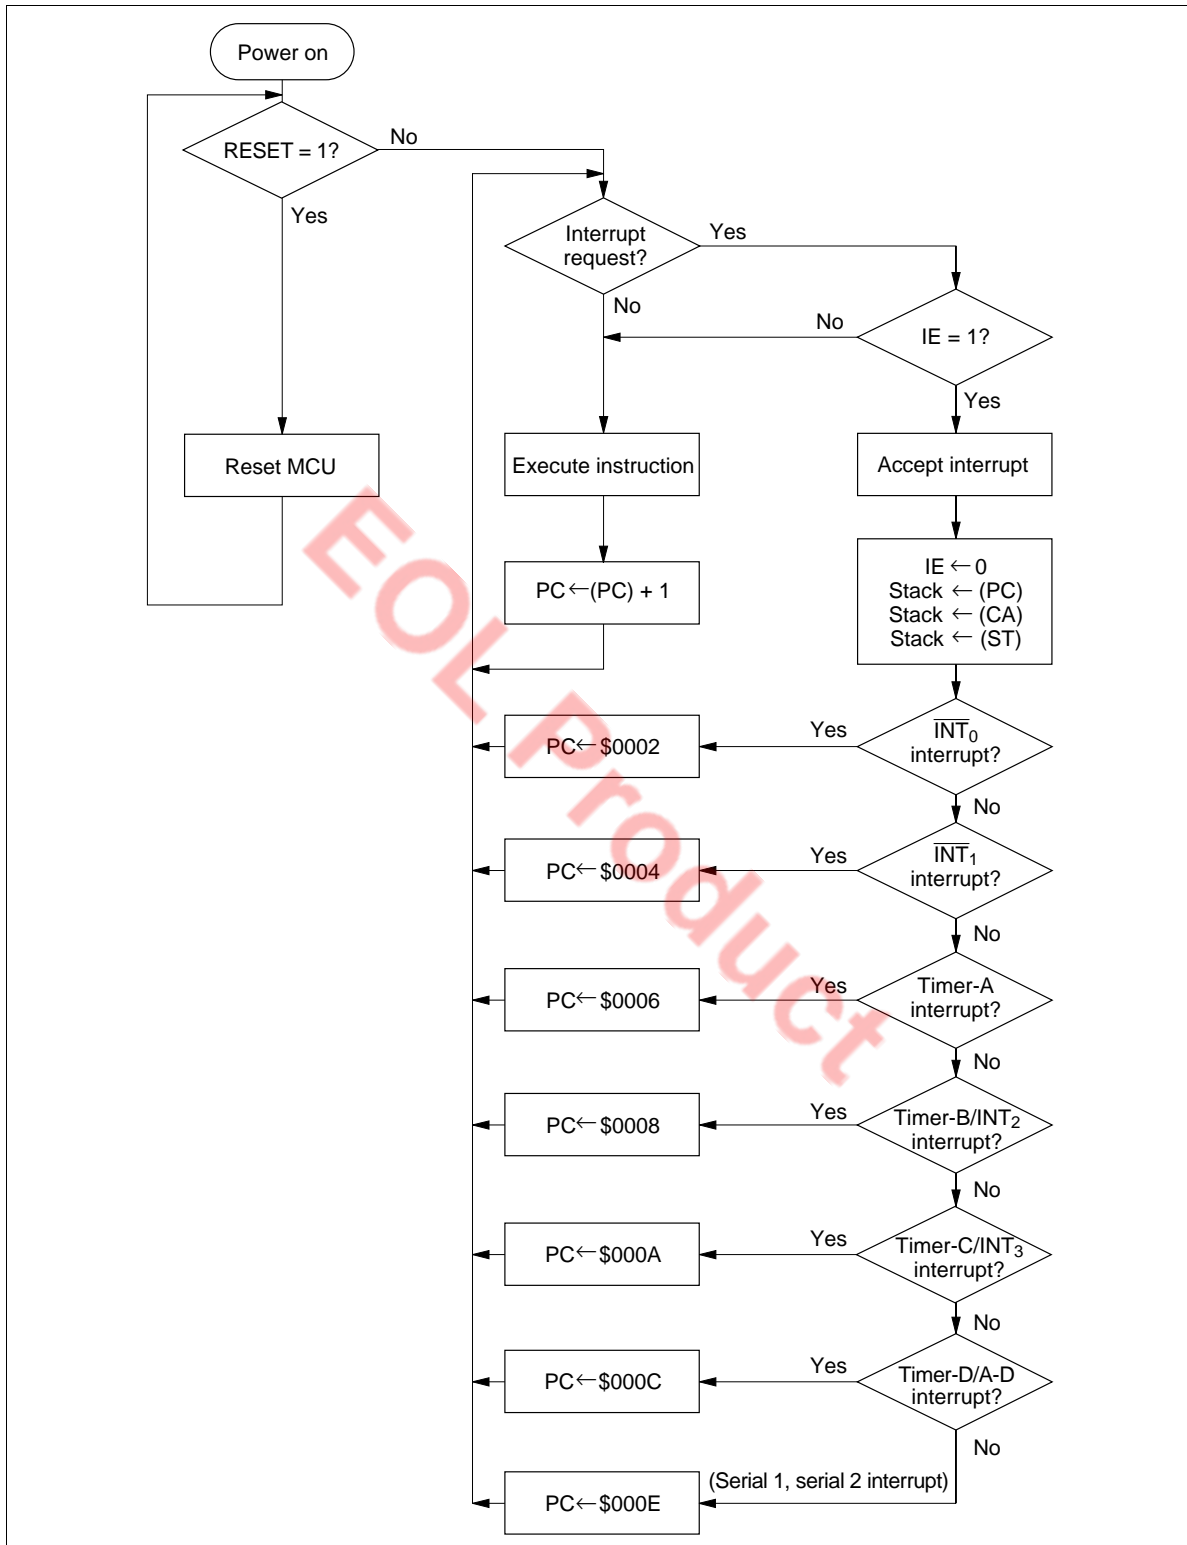 Power on
RESET = 1?
No
Yes
Interrupt
request?
Yes
No
No
IE = 1?
Yes
Reset MCU
Execute instruction
Accept interrupt
PC←(PC) + 1
IE ← 0
Stack ← (PC)
Stack ← (CA)
Stack ← (ST)
PC← $0002
Yes
I̅N̅T̅0
interrupt?
No
PC← $0004
Yes
I̅N̅T̅1
interrupt?
No
PC← $0006
Yes
Timer-A
interrupt?
No
PC← $0008
Yes
Timer-B/INT2
interrupt?
No
PC← $000A
Yes
Timer-C/INT3
interrupt?
No
PC← $000C
Yes
Timer-D/A-D
interrupt?
No
PC← $000E
(Serial 1, serial 2 interrupt)
EOL Product